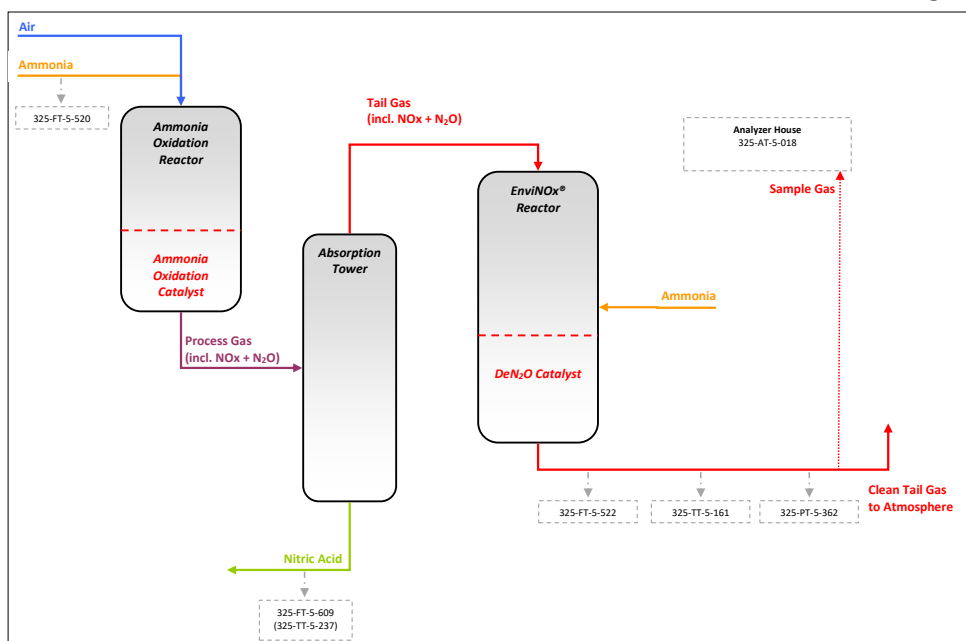 Air
Ammonia
325-FT-5-520
Ammonia
Oxidation
Reactor
Ammonia
Oxidation
Catalyst
Process Gas
(incl. NOx + N₂O)
Absorption
Tower
Tail Gas
(incl. NOx + N₂O)
EnviNOx®
Reactor
Ammonia
DeN₂O Catalyst
Analyzer House
325-AT-5-018
Sample Gas
Clean Tail Gas
to Atmosphere
325-FT-5-522
325-TT-5-161
325-PT-5-362
Nitric Acid
325-FT-5-609
(325-TT-5-237)